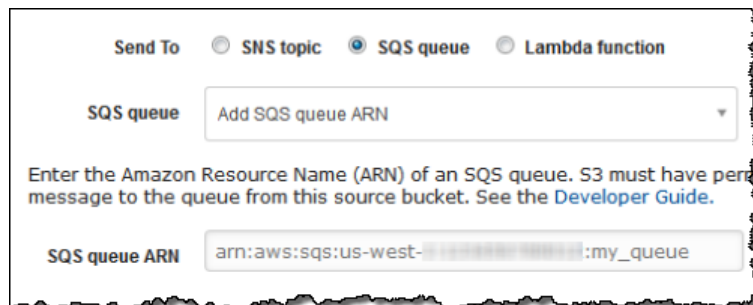 Send To SNS topic SQS queue Lambda function
SQS queue Add SQS queue ARN
Enter the Amazon Resource Name (ARN) of an SQS queue. S3 must have
message to the queue from this source bucket. See the Developer Guide.
SQS queue ARN arn:aws:sqs:us-west- :my_queue